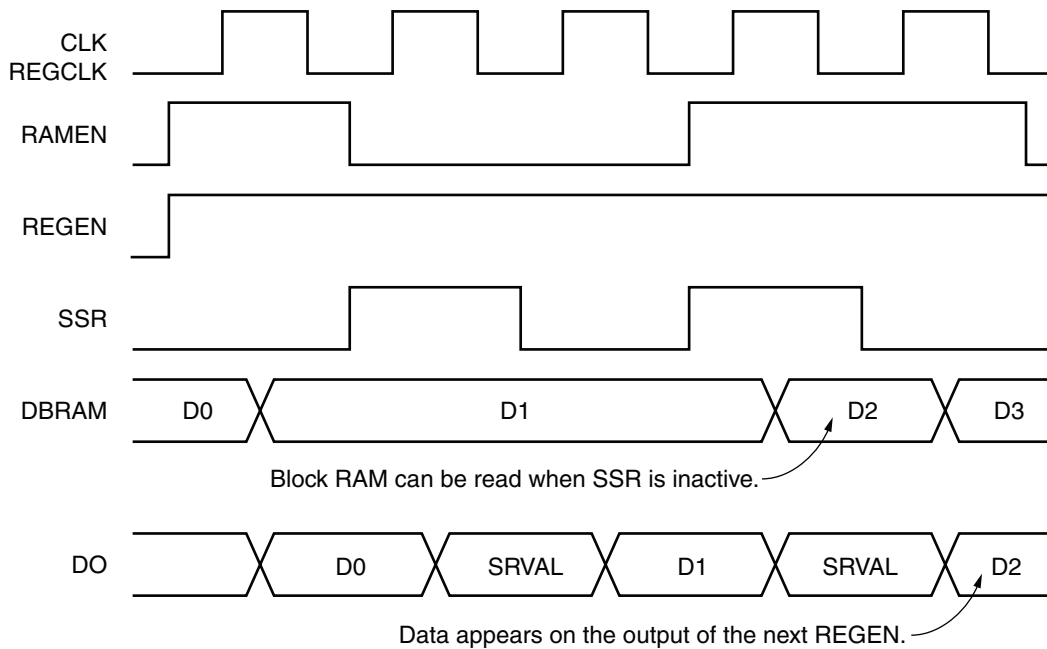 CLK
REGCLK
RAMEN
REGEN
SSR
DBRAM D0 D1 D2 D3
Block RAM can be read when SSR is inactive.
DO D0 SRVAL D1 SRVAL D2
Data appears on the output of the next REGEN.